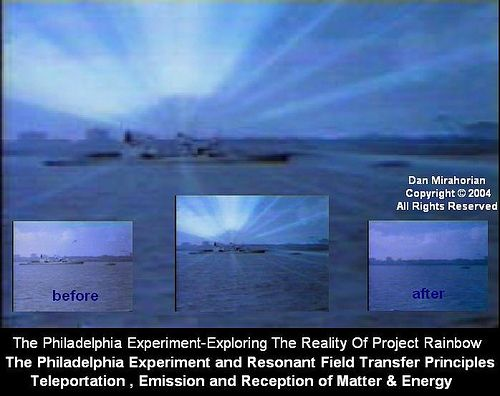 Dan Mirahorian
Copyright © 2004
All Rights Reserved
before
after
The Philadelphia Experiment-Exploring The Reality Of Project Rainbow
The Philadelphia Experiment and Resonant Field Transfer Principles
Teleportation , Emission and Reception of Matter & Energy